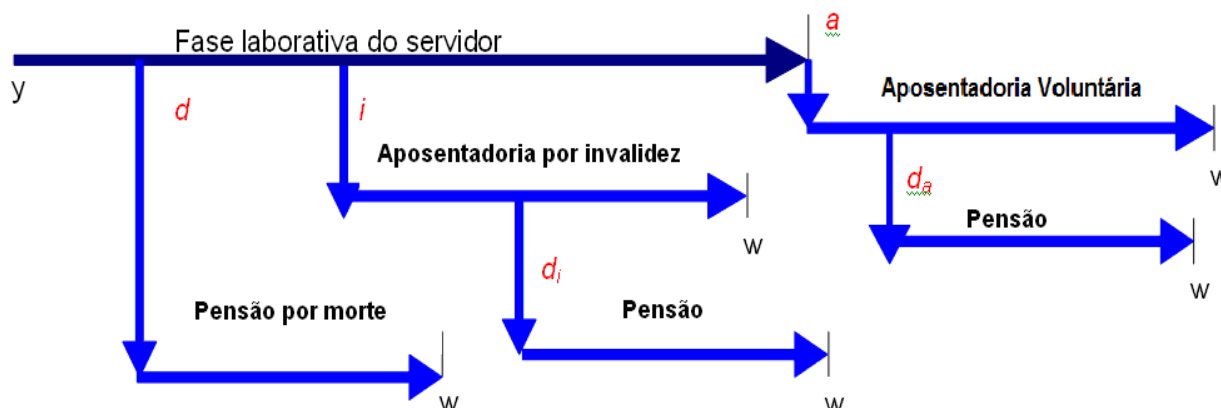 a
Fase laborativa do servidor
y
Aposentadoria Voluntária
d
i
Aposentadoria por invalidez
w
dₐ
Pensão
w
dᵢ
w
Pensão por morte
Pensão
w
w